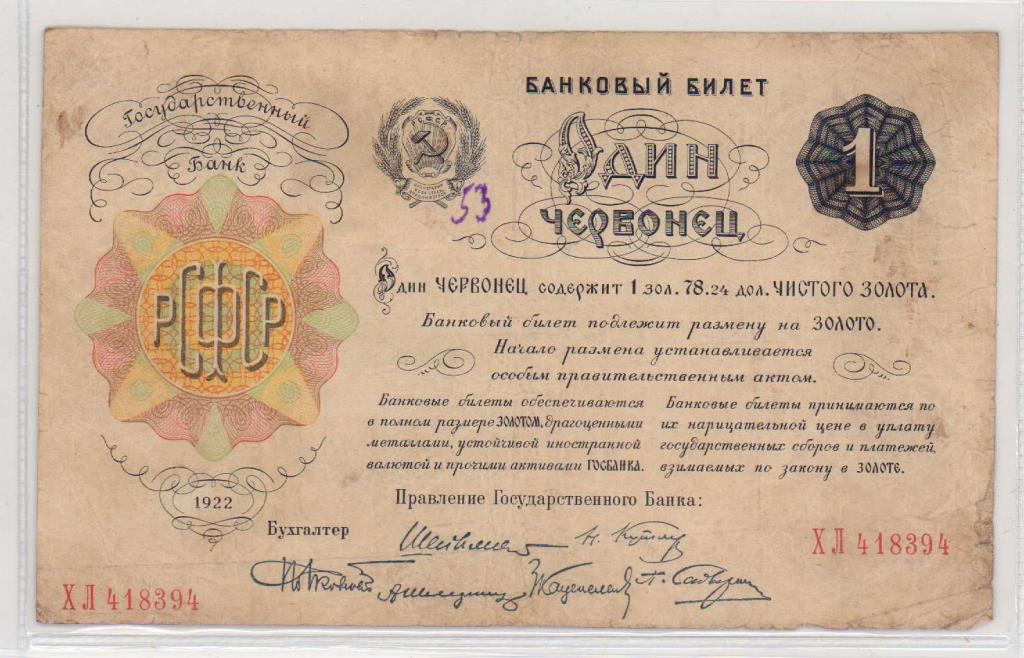 Государственный
Банк
РСФСР
1922
РСФСР
53
БАНКОВЫЙ БИЛЕТ
ОДИН
ЧЕРВОНЕЦ
1
Один ЧЕРВОНЕЦ содержит 1 зол. 78.24 дол. ЧИСТОГО ЗОЛОТА.
Банковый билет подлежит размену на ЗОЛОТО.
Начало размена устанавливается
особым правительственным актом.
Банковые билеты обеспечиваются
в полном размере ЗОЛОТОМ, драгоценными
металлами, устойчивой иностранной
валютой и прочими активами ГОСБАНКА.
Банковые билеты принимаются по
их нарицательной цене в уплату
государственных сборов и платежей,
взимаемых по закону в ЗОЛОТЕ.
Правление Государственного Банка:
Бухгалтер
ХЛ 418394
ХЛ 418394